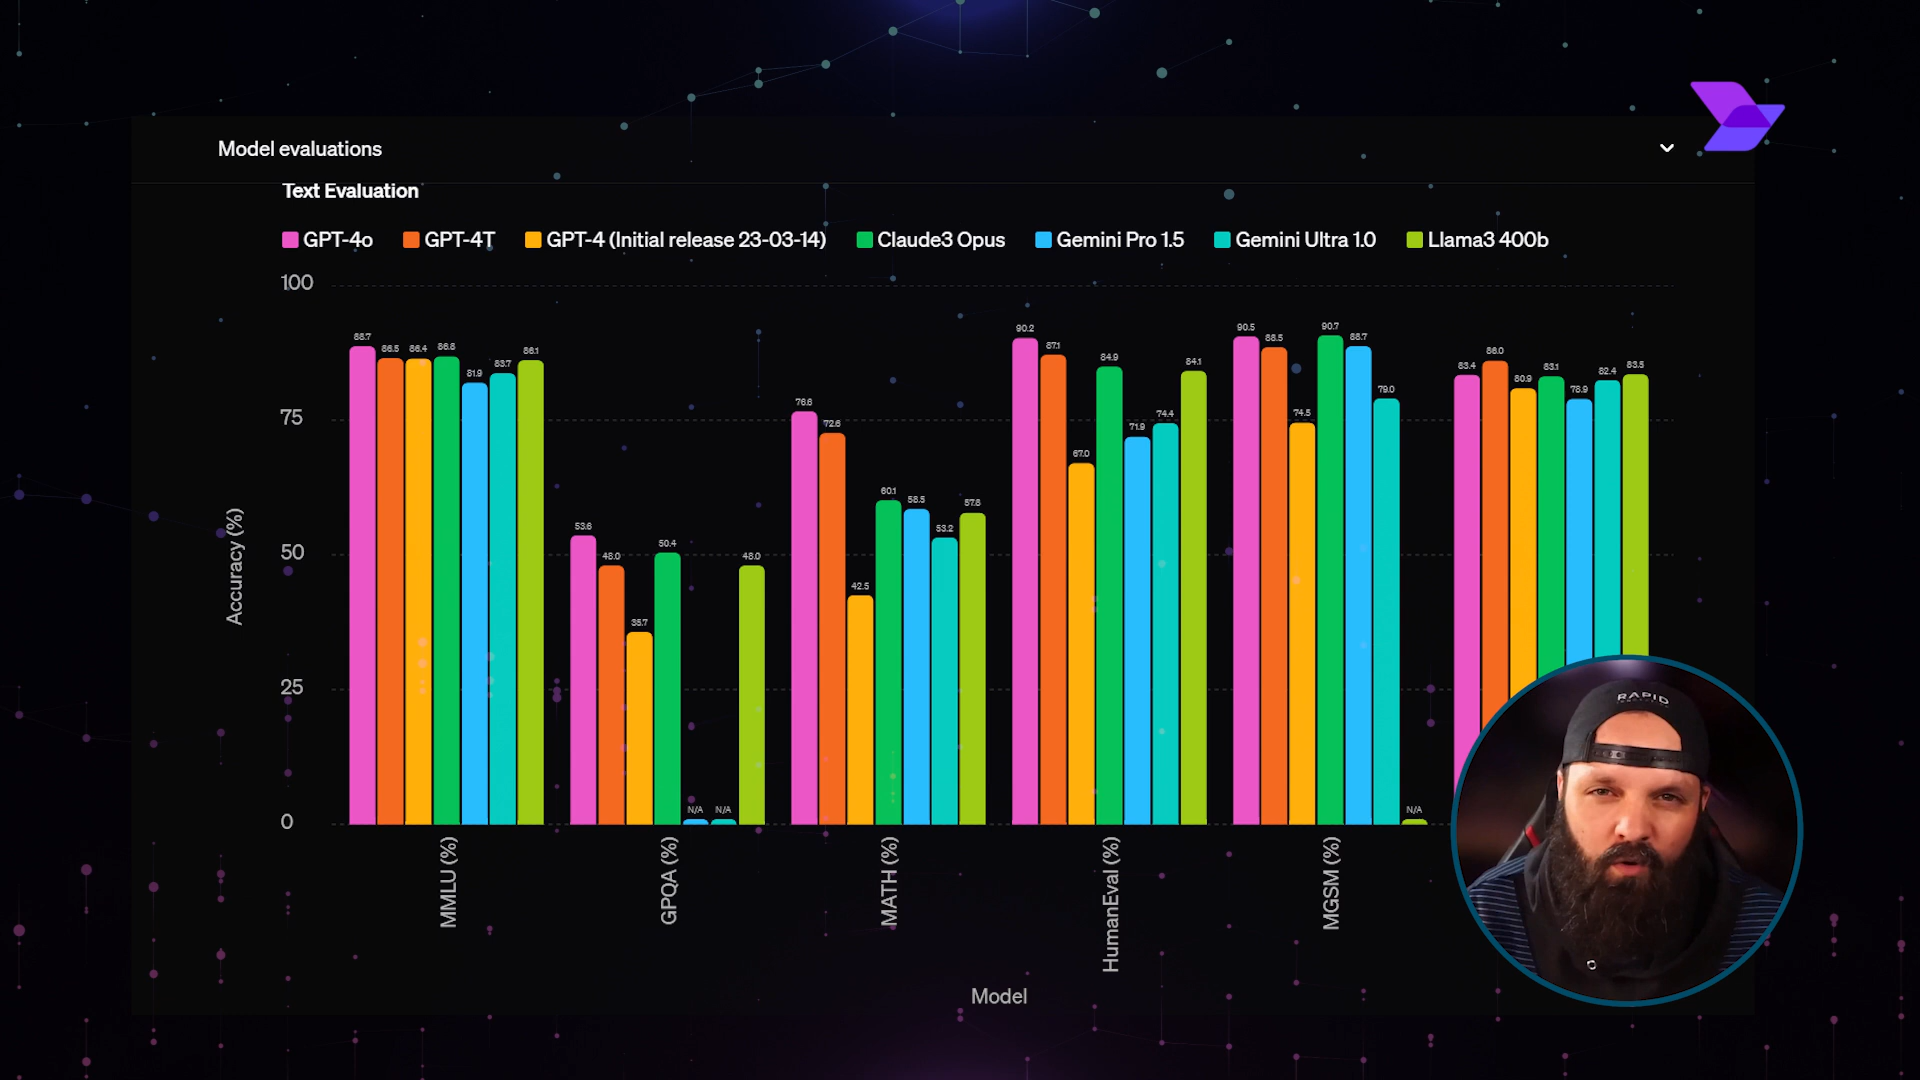 Model evaluations
Text Evaluation
GPT-4o GPT-4T GPT-4 (Initial release 23-03-14) Claude3 Opus Gemini Pro 1.5 Gemini Ultra 1.0 Llama3 400b
100
75
50
25
0
Accuracy (%)
88.7 86.5 86.4 86.8 81.9 83.7 86.1
53.6 48.0 35.7 50.4 N/A N/A 48.0
76.6 72.6 42.5 60.1 58.5 53.2 57.8
90.2 87.1 67.0 84.9 71.9 74.4 84.1
90.5 88.5 74.5 90.7 88.7 79.0 N/A
83.4 86.0 80.9 83.1 78.9 82.4 83.5
MMLU (%)
GPQA (%)
MATH (%)
HumanEval (%)
MGSM (%)
Model
RAPID